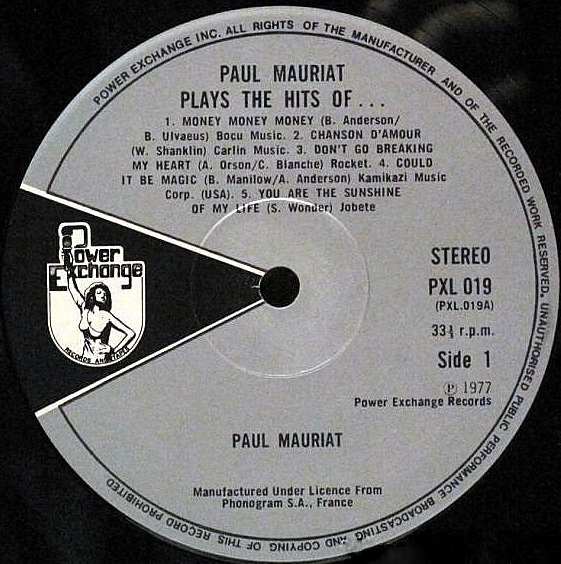 POWER EXCHANGE INC. ALL RIGHTS OF THE MANUFACTURER AND OF THE RECORDED WORK RESERVED. UNAUTHORISED PUBLIC PERFORMANCE BROADCASTING AND COPYING OF THIS RECORD PROHIBITED
PAUL MAURIAT
PLAYS THE HITS OF...
1. MONEY MONEY MONEY (B. Anderson/
B. Ulvaeus) Bocu Music. 2. CHANSON D'AMOUR
(W. Shanklin) Carlin Music. 3. DON'T GO BREAKING
MY HEART (A. Orson/C. Blanche) Rocket. 4. COULD
IT BE MAGIC (B. Manilow/A. Anderson) Kamikazi Music
Corp. (USA). 5. YOU ARE THE SUNSHINE
OF MY LIFE (S. Wonder) Jobete
Power
Exchange
RECORDS AND TAPES
STEREO
PXL 019
(PXL.019A)
33⅓ r.p.m.
Side 1
℗ 1977
Power Exchange Records
PAUL MAURIAT
Manufactured Under Licence From
Phonogram S.A., France